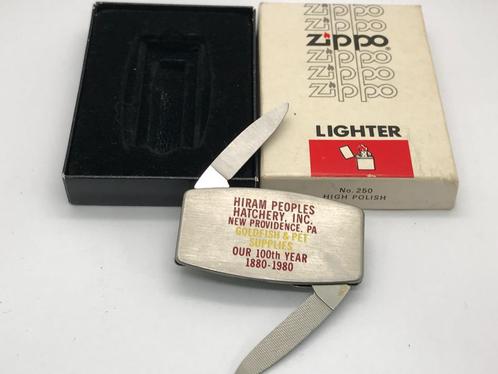 Zippo
Zippo
Zippo
Zippo
Zippo
LIGHTER
No. 250
HIGH POLISH
HIRAM PEOPLES
HATCHERY, INC.
NEW PROVIDENCE, PA
GOLDFISH & PET
SUPPLIES
OUR 100th YEAR
1880-1980